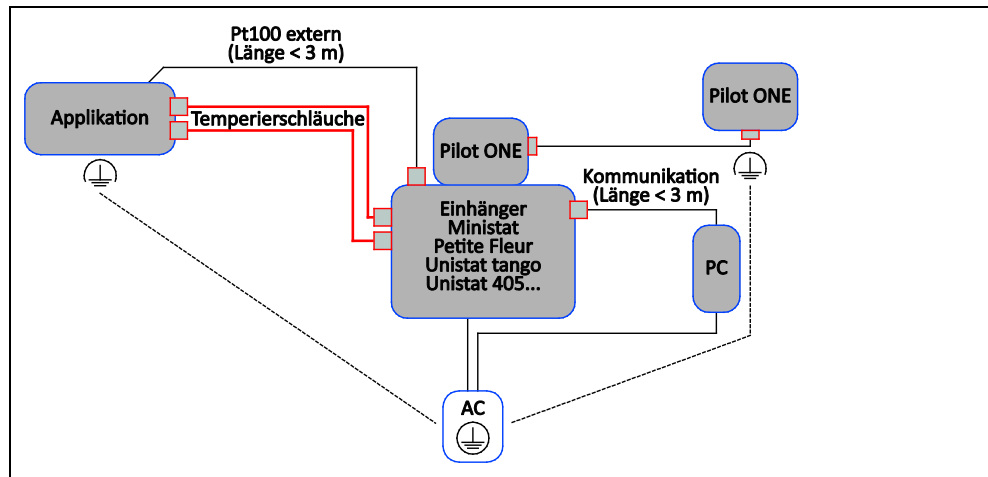 Pt100 extern
(Länge < 3 m)
Applikation
Temperierschläuche
Pilot ONE
Pilot ONE
Kommunikation
(Länge < 3 m)
Einhänger
Ministat
Petite Fleur
Unistat tango
Unistat 405...
PC
AC